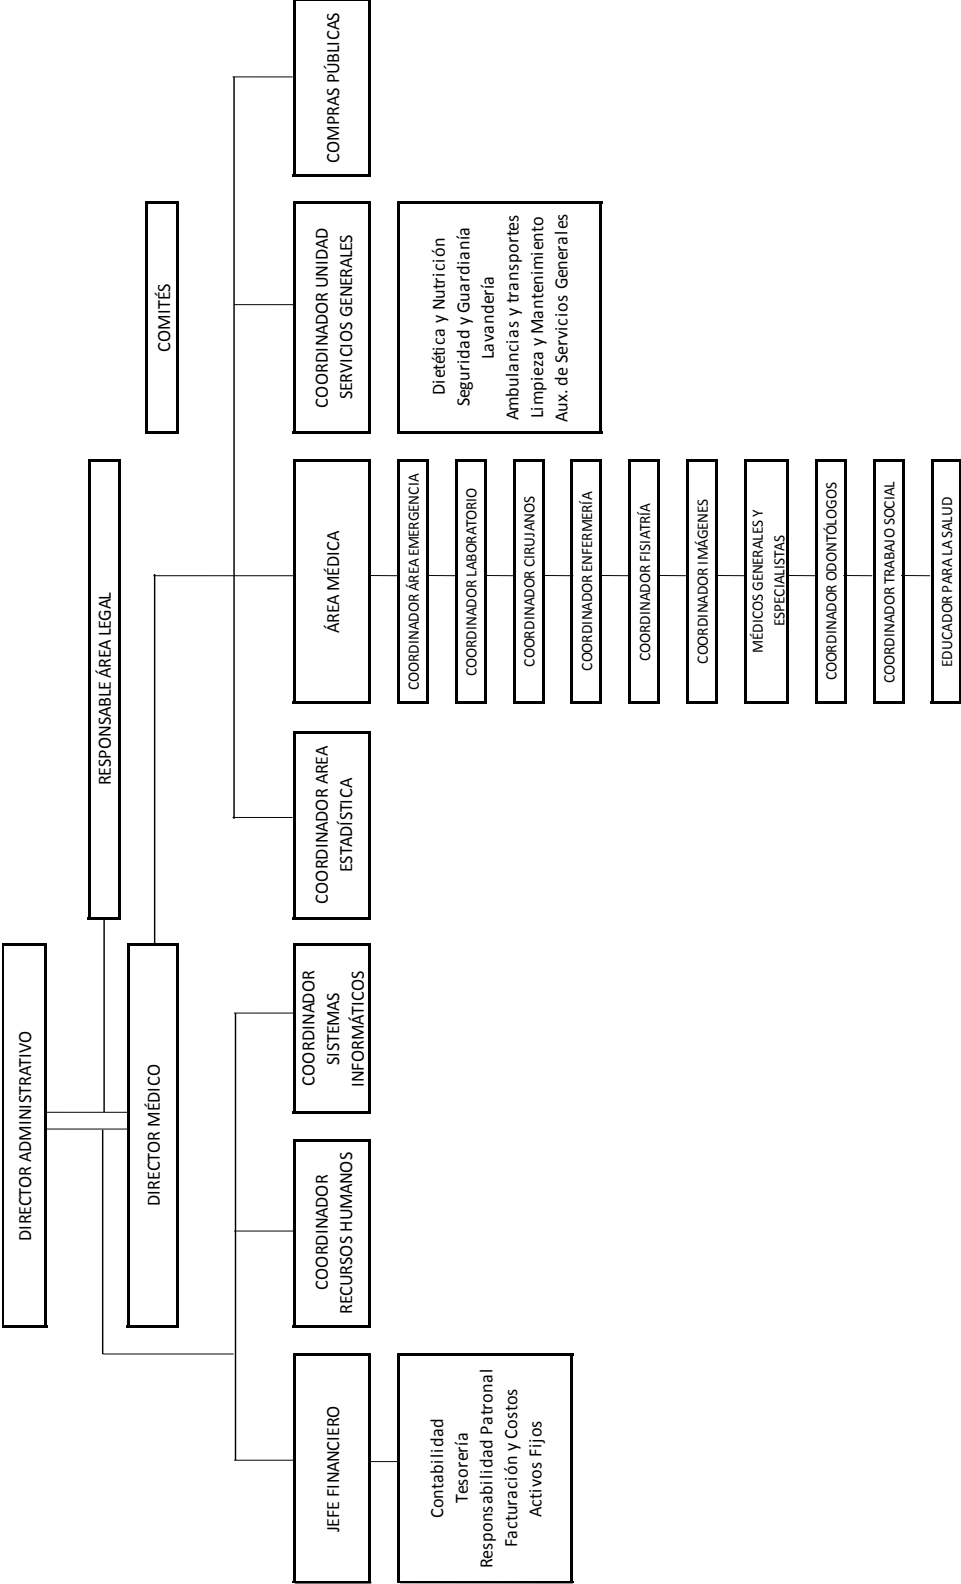 DIRECTOR ADMINISTRATIVO
RESPONSABLE ÁREA LEGAL
DIRECTOR MÉDICO
COMITÉS
JEFE FINANCIERO
COORDINADOR
RECURSOS HUMANOS
COORDINADOR
SISTEMAS
INFORMÁTICOS
COORDINADOR AREA
ESTADÍSTICA
ÁREA MÉDICA
COORDINADOR UNIDAD
SERVICIOS GENERALES
COMPRAS PÚBLICAS
Contabilidad
Tesorería
Responsabilidad Patronal
Facturación y Costos
Activos Fijos
COORDINADOR ÁREA EMERGENCIA
COORDINADOR LABORATORIO
COORDINADOR CIRUJANOS
COORDINADOR ENFERMERÍA
COORDINADOR FISIATRÍA
COORDINADOR IMÁGENES
MÉDICOS GENERALES Y
ESPECIALISTAS
COORDINADOR ODONTÓLOGOS
COORDINADOR TRABAJO SOCIAL
EDUCADOR PARA LA SALUD
Dietética y Nutrición
Seguridad y Guardianía
Lavandería
Ambulancias y transportes
Limpieza y Mantenimiento
Aux. de Servicios Generales